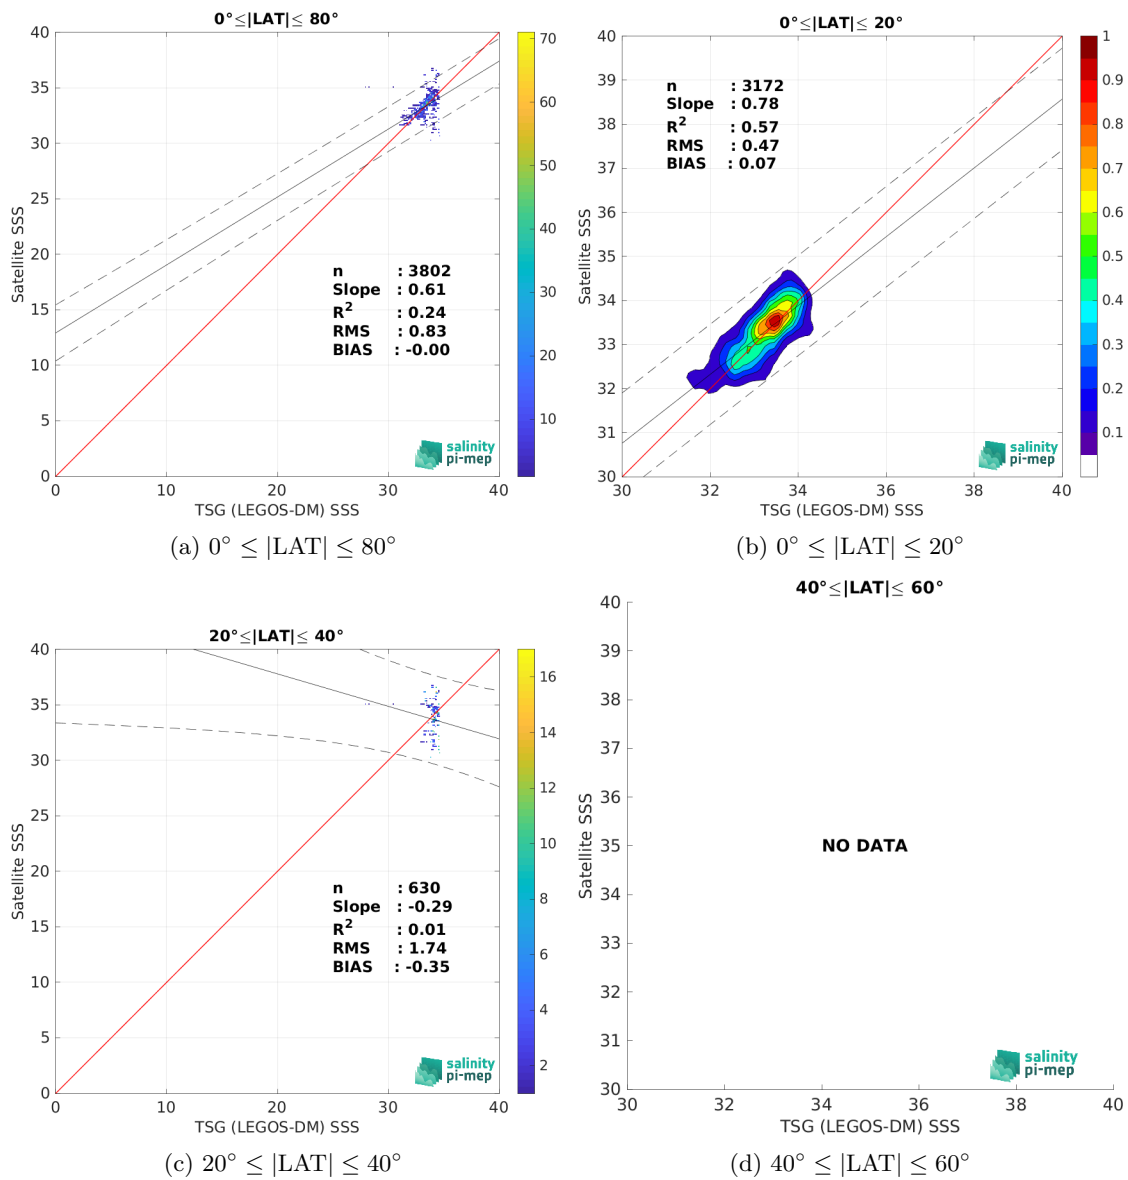 0°≤|LAT|≤ 80°
40
35
30
25
20
15
10
5
0
Satellite SSS
n : 3802
Slope : 0.61
R² : 0.24
RMS : 0.83
BIAS : -0.00
salinity
pi-mep
0 10 20 30 40
TSG (LEGOS-DM) SSS
70
60
50
40
30
20
10
(a) 0° ≤ |LAT| ≤ 80°
0°≤|LAT|≤ 20°
40
39
38
37
36
35
34
33
32
31
30
Satellite SSS
n : 3172
Slope : 0.78
R² : 0.57
RMS : 0.47
BIAS : 0.07
salinity
pi-mep
30 32 34 36 38 40
TSG (LEGOS-DM) SSS
1
0.9
0.8
0.7
0.6
0.5
0.4
0.3
0.2
0.1
(b) 0° ≤ |LAT| ≤ 20°
20°≤|LAT|≤ 40°
40
35
30
25
20
15
10
5
0
Satellite SSS
n : 630
Slope : -0.29
R² : 0.01
RMS : 1.74
BIAS : -0.35
salinity
pi-mep
0 10 20 30 40
TSG (LEGOS-DM) SSS
16
14
12
10
8
6
4
2
(c) 20° ≤ |LAT| ≤ 40°
40°≤|LAT|≤ 60°
40
39
38
37
36
35
34
33
32
31
30
Satellite SSS
NO DATA
salinity
pi-mep
30 32 34 36 38 40
TSG (LEGOS-DM) SSS
(d) 40° ≤ |LAT| ≤ 60°